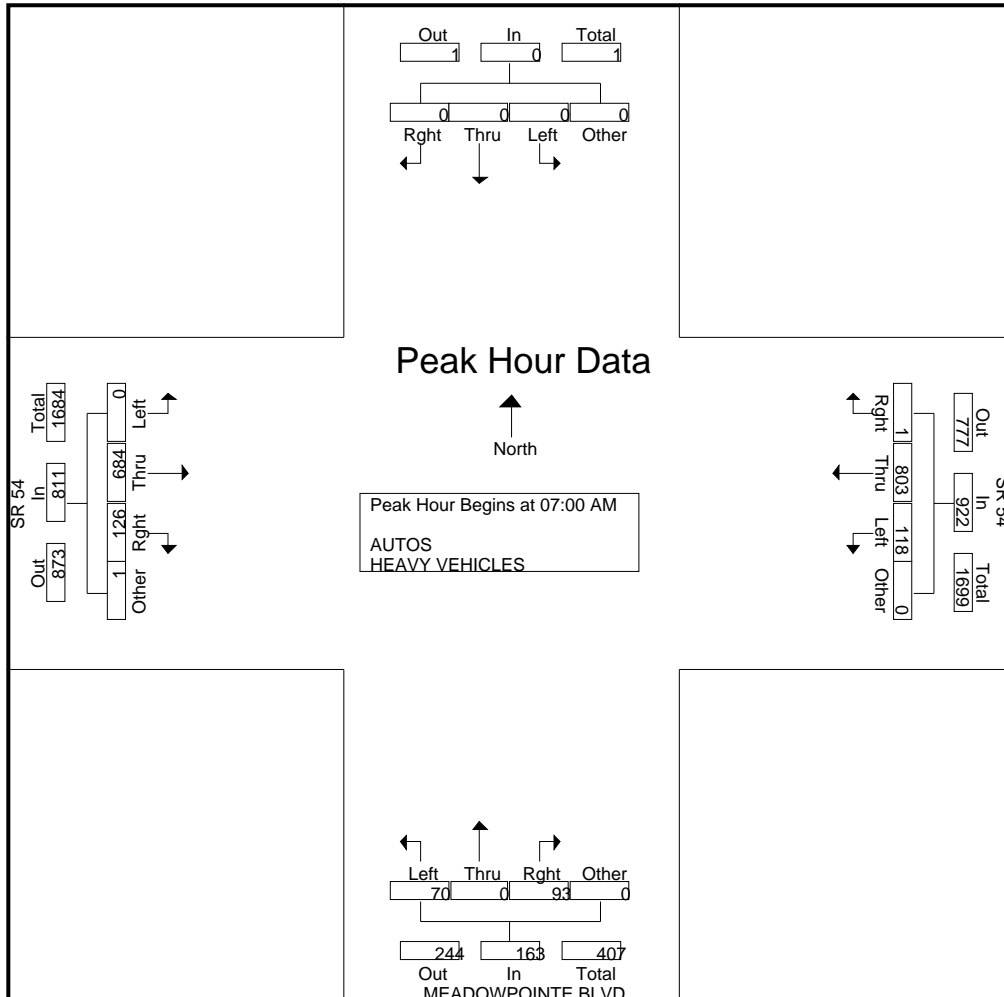 Out In Total
1 0 1
0 0 0 0
Rght Thru Left Other
Peak Hour Data
North
Peak Hour Begins at 07:00 AM
AUTOS
HEAVY VEHICLES
SR 54
Total In Out
1684 811 873
0 684 126 1
Left Thru Rght Other
Rght Thru Left Other
1 803 118 0
777 922 1699
Out In Total
SR 54
Left Thru Rght Other
70 0 93 0
244 163 407
Out In Total
MEADOWPOINTE BLVD